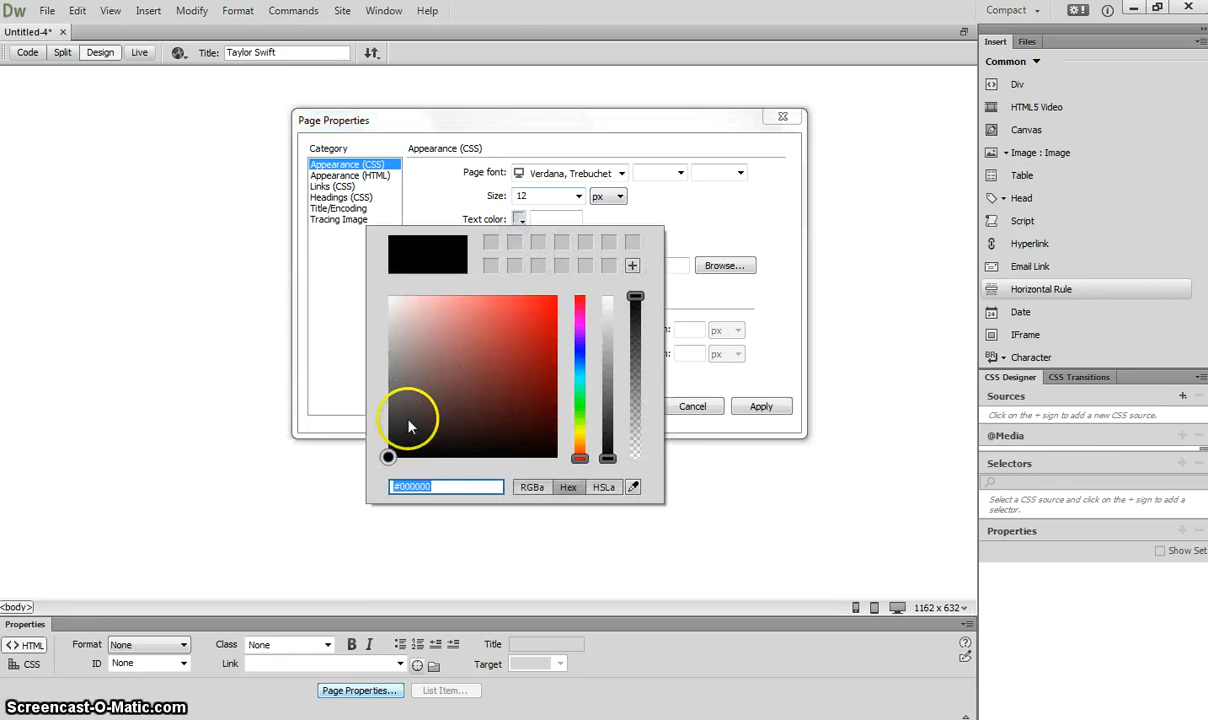 Dw File Edit View Insert Modify Format Commands Site Window Help Compact
Untitled-4*
Code Split Design Live Title: Taylor Swift
Insert Files
Common
Div
HTML5 Video
Canvas
Image : Image
Table
Head
Script
Hyperlink
Email Link
Horizontal Rule
Date
IFrame
Character
Page Properties
Category Appearance (CSS)
Appearance (CSS)
Appearance (HTML)
Links (CSS)
Headings (CSS)
Title/Encoding
Tracing Image
Page font: Verdana, Trebuchet
Size: 12 px
Text color:
Browse...
px
px
Cancel Apply
#000000 RGBa Hex HSLa
CSS Designer CSS Transitions
Sources
Click on the + sign to add a new CSS source.
@Media
Selectors
Select a CSS source and click on the + sign to add a
selector.
Properties
Show Set
<body> 1162 x 632
Properties
<> HTML Format None Class None B I Title
CSS ID None Link Target
Page Properties... List Item...
Screencast-O-Matic.com